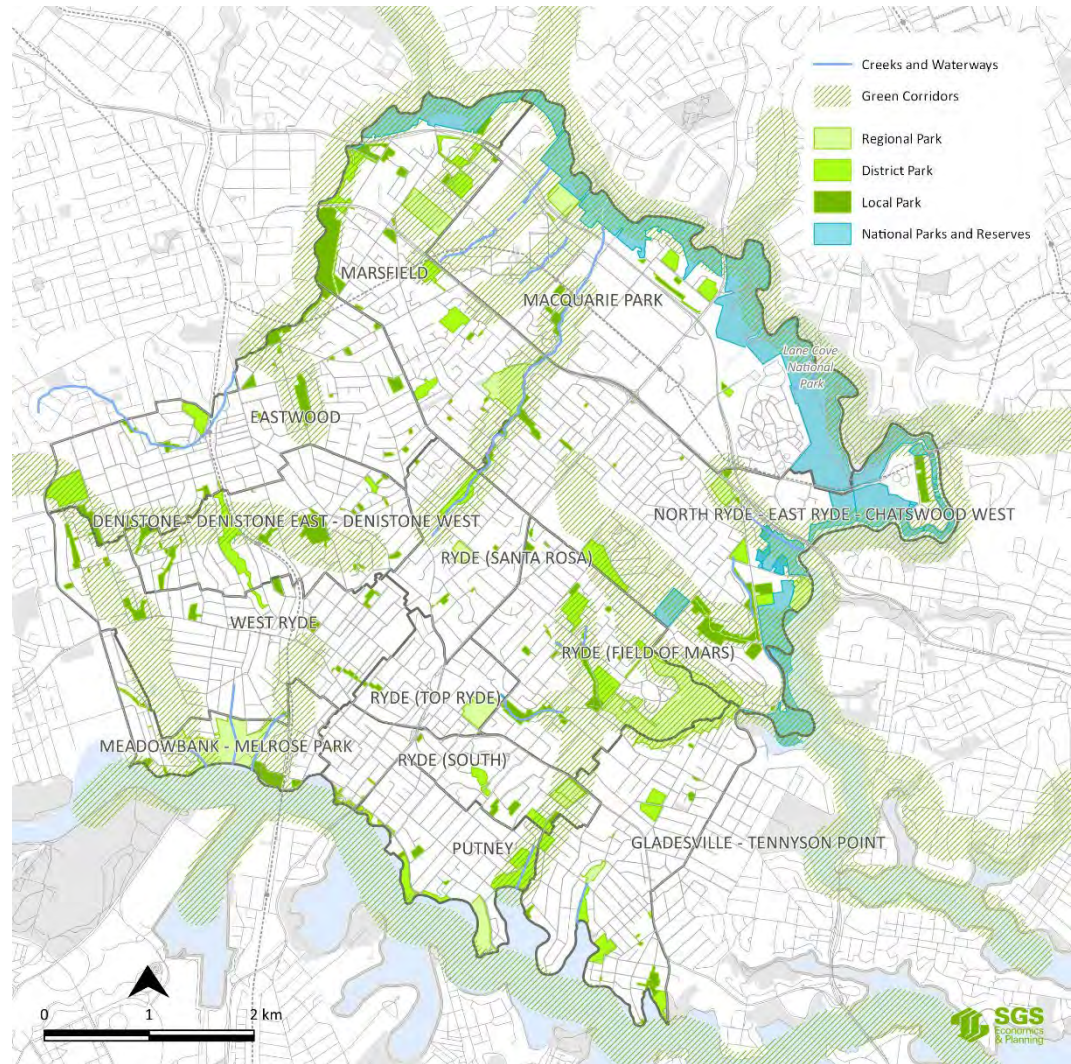 Creeks and Waterways
Green Corridors
Regional Park
District Park
Local Park
National Parks and Reserves
MARSFIELD
MACQUARIE PARK
Lane Cove
National
Park
EASTWOOD
NORTH RYDE - EAST RYDE - CHATSWOOD WEST
DENISTONE - DENISTONE EAST - DENISTONE WEST
RYDE (SANTA ROSA)
WEST RYDE
RYDE (FIELD OF MARS)
RYDE (TOP RYDE)
MEADOWBANK - MELROSE PARK
RYDE (SOUTH)
PUTNEY
GLADESVILLE - TENNYSON POINT
0 1 2 km
SGS
Economics
& Planning